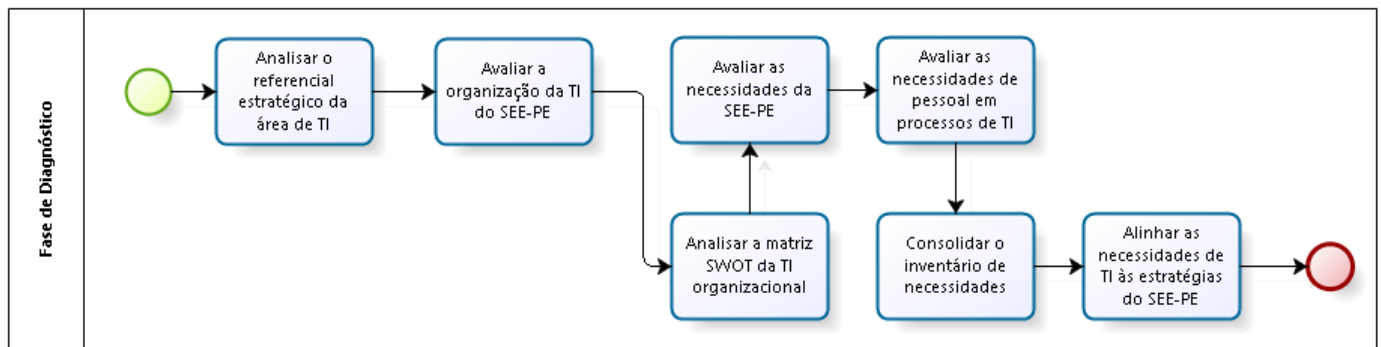 Fase de Diagnóstico
Analisar o
referencial
estratégico da
área de TI
Avaliar a
organização da TI
do SEE-PE
Analisar a matriz
SWOT da TI
organizacional
Avaliar as
necessidades da
SEE-PE
Avaliar as
necessidades de
pessoal em
processos de TI
Consolidar o
inventário de
necessidades
Alinhar as
necessidades de
TI às estratégias
do SEE-PE